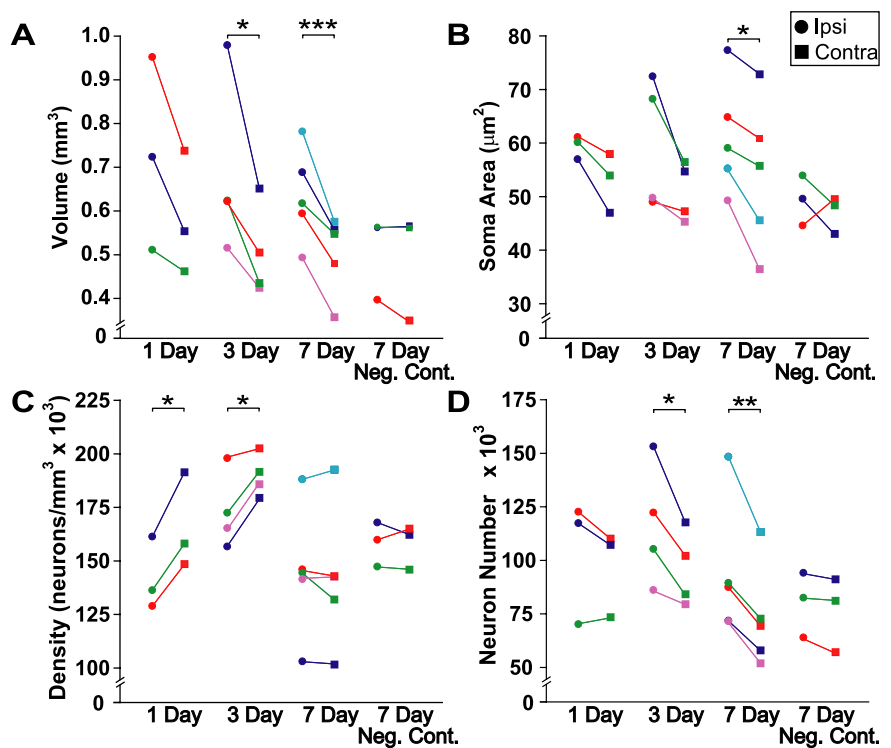 A
Volume (mm³)
1.0
0.9
0.8
0.7
0.6
0.5
0.4
0
*
***
1 Day
3 Day
7 Day
7 Day
Neg. Cont.
B
Soma Area (μm²)
80
70
60
50
40
30
0
*
Ipsi
Contra
1 Day
3 Day
7 Day
7 Day
Neg. Cont.
C
Density (neurons/mm³ x 10³)
225
200
175
150
125
100
0
*
*
1 Day
3 Day
7 Day
7 Day
Neg. Cont.
D
Neuron Number x 10³
175
150
125
100
75
50
0
*
**
1 Day
3 Day
7 Day
7 Day
Neg. Cont.